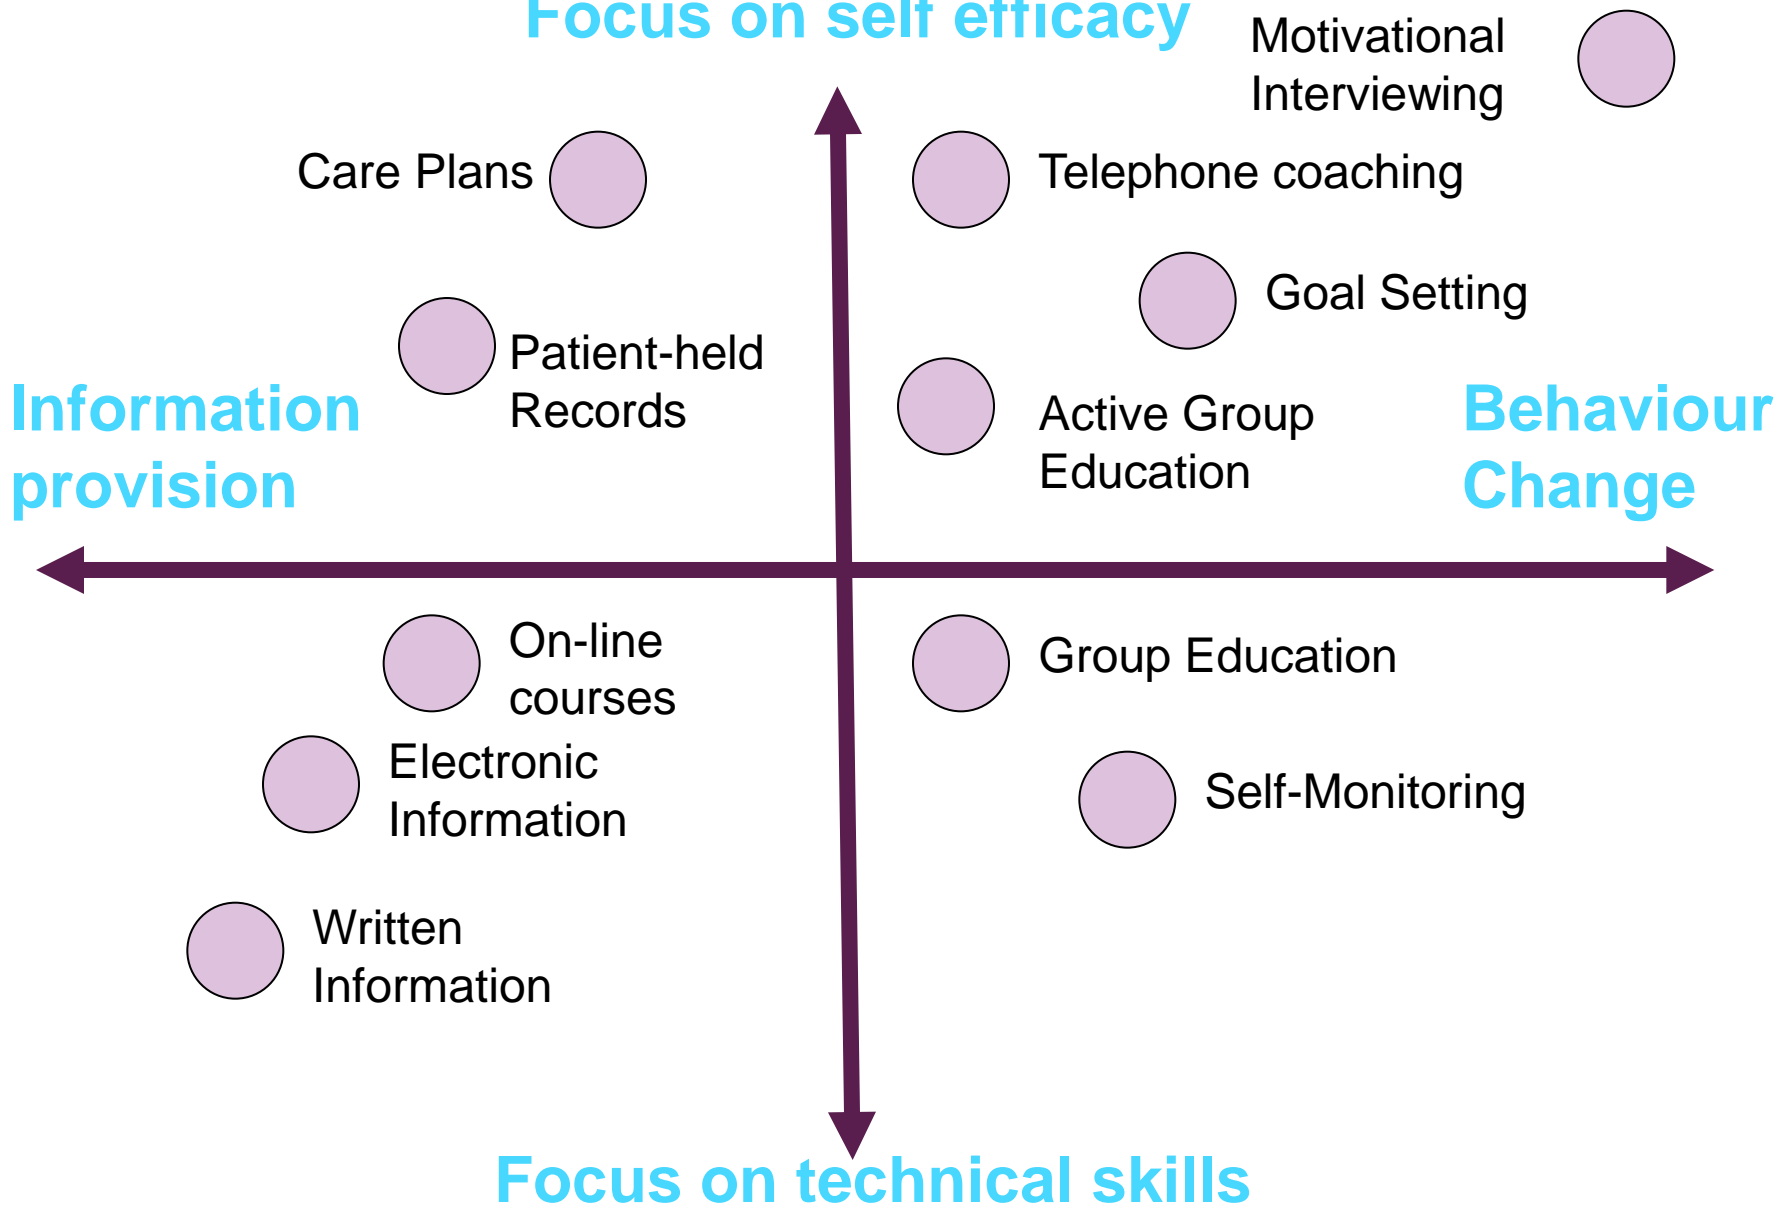 Focus on self efficacy
Motivational
Interviewing
Care Plans
Telephone coaching
Goal Setting
Patient-held
Records
Information
provision
Active Group
Education
Behaviour
Change
On-line
courses
Group Education
Electronic
Information
Self-Monitoring
Written
Information
Focus on technical skills